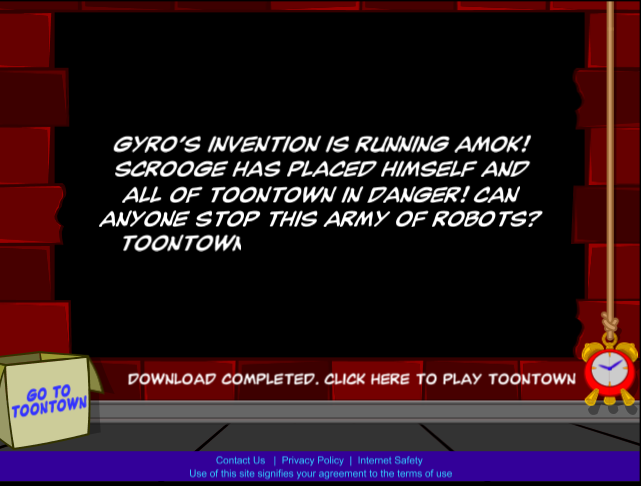 GYRO'S INVENTION IS RUNNING AMOK!
SCROOGE HAS PLACED HIMSELF AND
ALL OF TOONTOWN IN DANGER! CAN
ANYONE STOP THIS ARMY OF ROBOTS?
TOONTOWN
DOWNLOAD COMPLETED. CLICK HERE TO PLAY TOONTOWN
GO TO
TOONTOWN
Contact Us | Privacy Policy | Internet Safety
Use of this site signifies your agreement to the terms of use